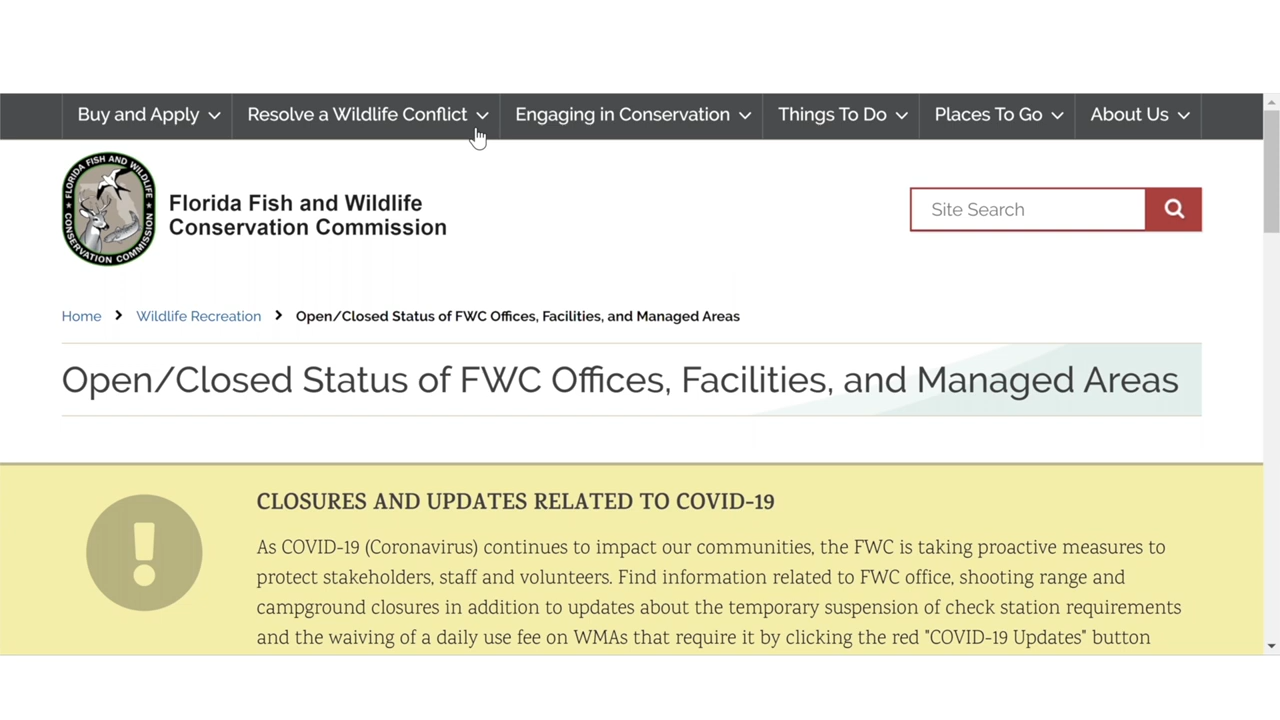 Buy and Apply Resolve a Wildlife Conflict Engaging in Conservation Things To Do Places To Go About Us
FLORIDA FISH AND WILDLIFE
CONSERVATION COMMISSION
Florida Fish and Wildlife
Conservation Commission
Site Search
Home Wildlife Recreation Open/Closed Status of FWC Offices, Facilities, and Managed Areas
Open/Closed Status of FWC Offices, Facilities, and Managed Areas
CLOSURES AND UPDATES RELATED TO COVID-19
As COVID-19 (Coronavirus) continues to impact our communities, the FWC is taking proactive measures to
protect stakeholders, staff and volunteers. Find information related to FWC office, shooting range and
campground closures in addition to updates about the temporary suspension of check station requirements
and the waiving of a daily use fee on WMAs that require it by clicking the red "COVID-19 Updates" button